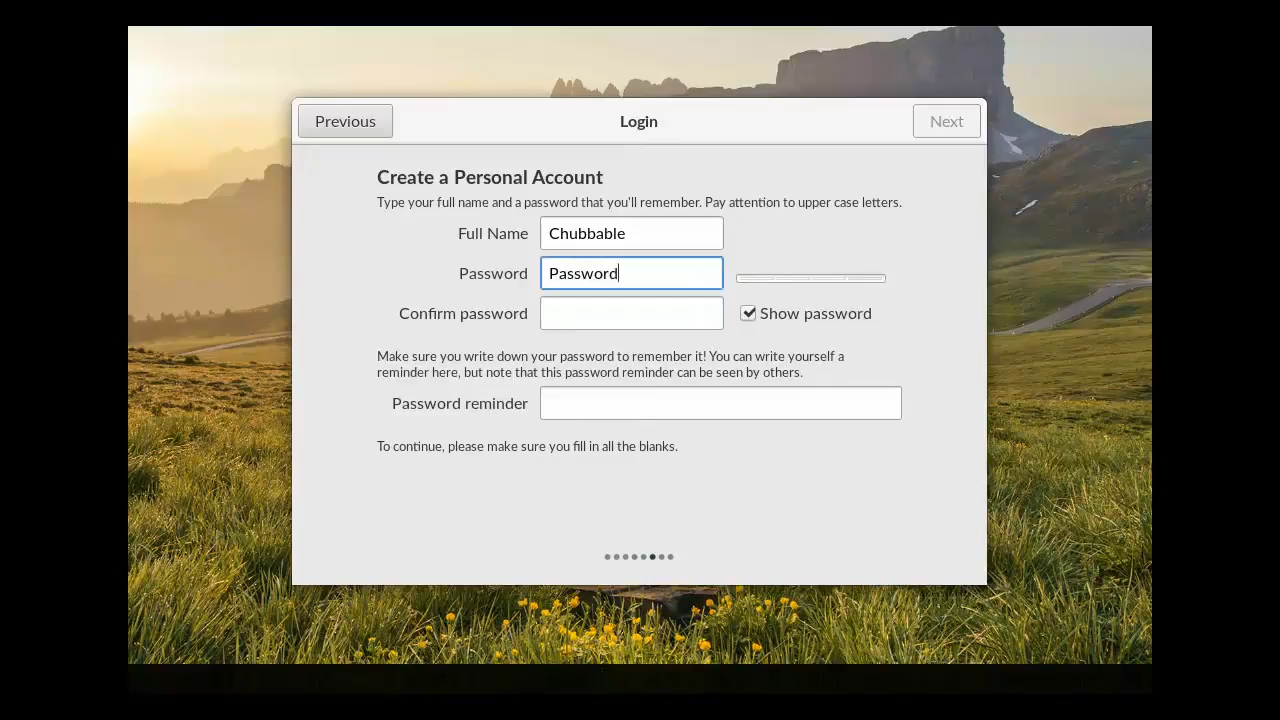 Previous
Login
Next
Create a Personal Account
Type your full name and a password that you'll remember. Pay attention to upper case letters.
Full Name Chubbable
Password Password
Confirm password Show password
Make sure you write down your password to remember it! You can write yourself a
reminder here, but note that this password reminder can be seen by others.
Password reminder
To continue, please make sure you fill in all the blanks.